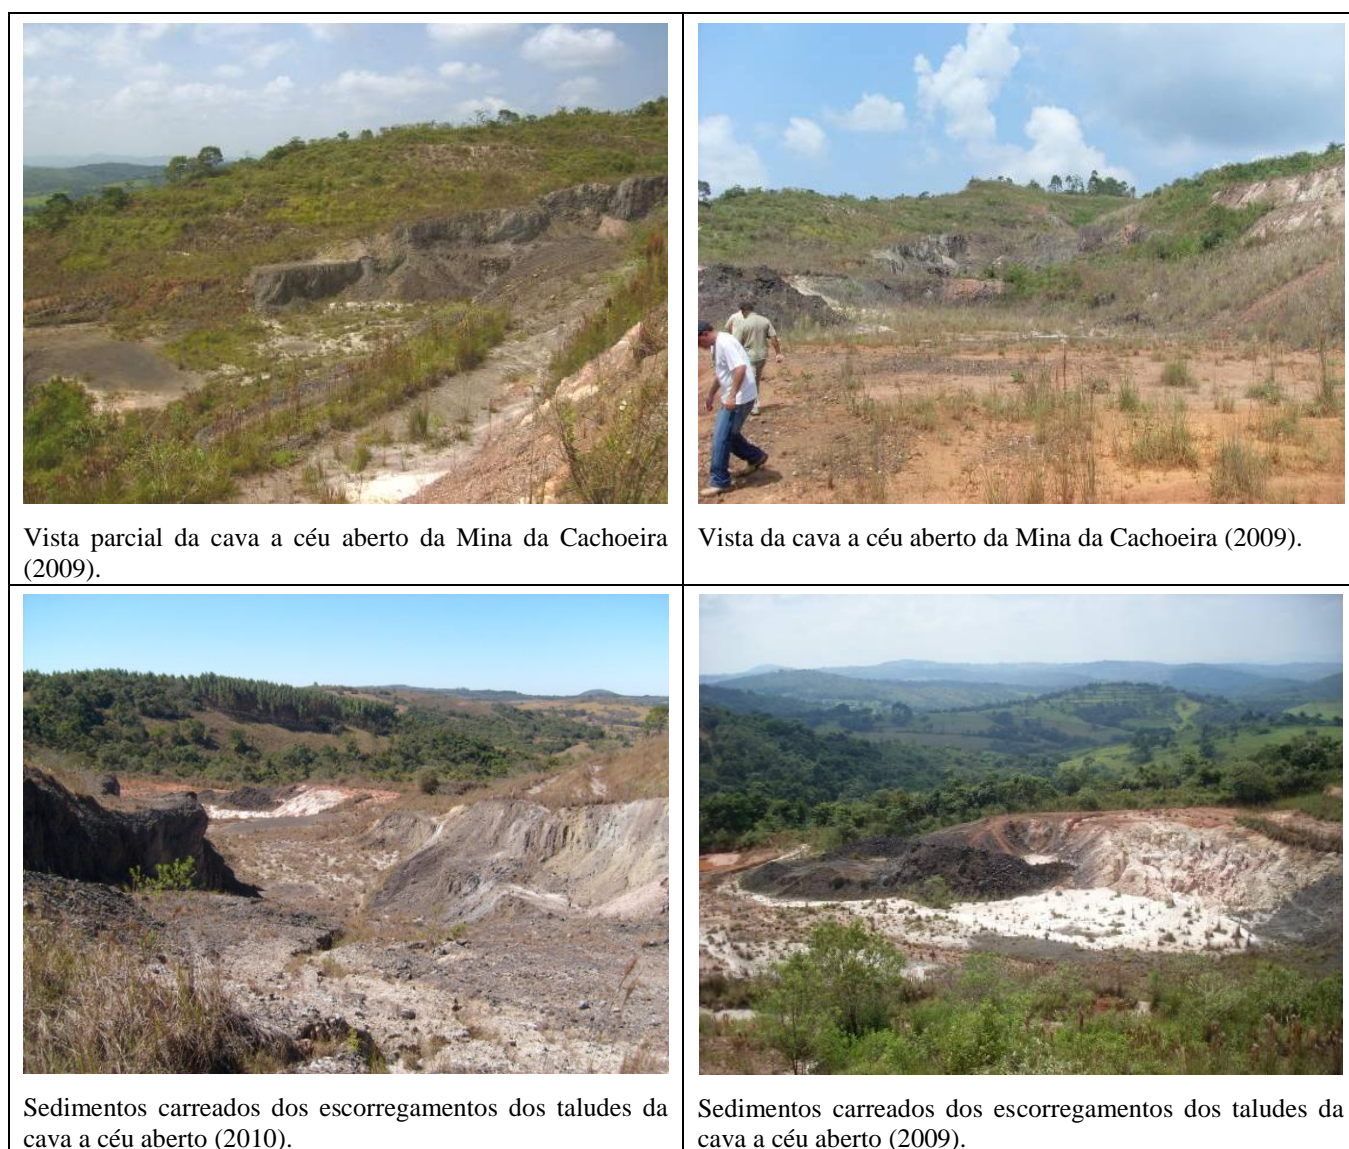 Vista parcial da cava a céu aberto da Mina da Cachoeira
(2009).
Vista da cava a céu aberto da Mina da Cachoeira (2009).
Sedimentos carreados dos escorregamentos dos taludes da
cava a céu aberto (2010).
Sedimentos carreados dos escorregamentos dos taludes da
cava a céu aberto (2009).